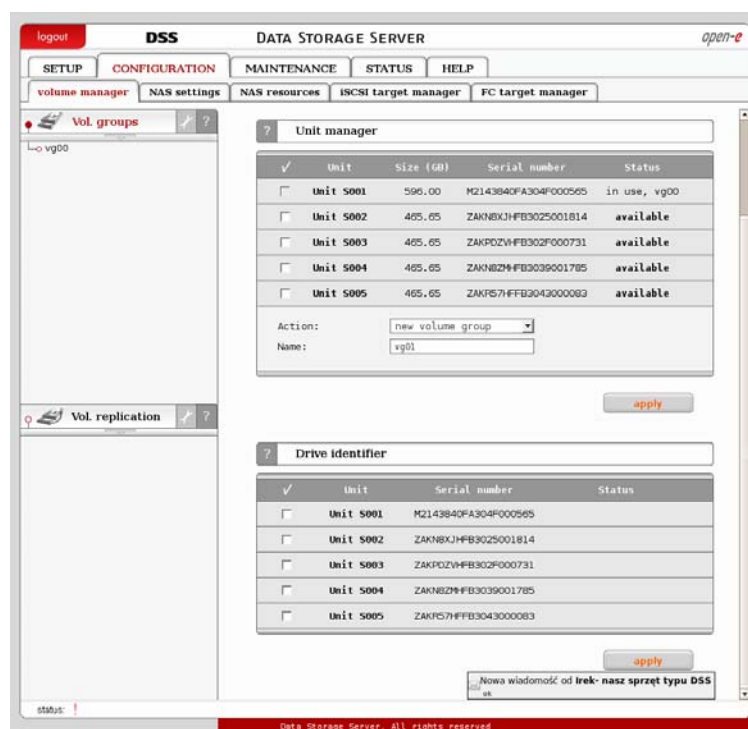 logout DSS DATA STORAGE SERVER open-e
SETUP CONFIGURATION MAINTENANCE STATUS HELP
volume manager NAS settings NAS resources iSCSI target manager FC target manager
Vol. groups ?
vg00
? Unit manager
✓ Unit Size (GB) Serial number Status
Unit S001 596.00 M2143840FA304F000565 in use, vg00
Unit S002 465.65 ZAKN8XJHFB3025001814 available
Unit S003 465.65 ZAKPDZVHFB302F000731 available
Unit S004 465.65 ZAKN8ZMHFB3039001785 available
Unit S005 465.65 ZAKR57HFFB3043000083 available
Action: new volume group
Name: vg01
apply
Vol. replication ?
? Drive identifier
✓ Unit Serial number Status
Unit S001 M2143840FA304F000565
Unit S002 ZAKN8XJHFB3025001814
Unit S003 ZAKPDZVHFB302F000731
Unit S004 ZAKN8ZMHFB3039001785
Unit S005 ZAKR57HFFB3043000083
apply
Nowa wiadomość od Irek- nasz sprzęt typu DSS
ok
status: !
Data Storage Server. All rights reserved